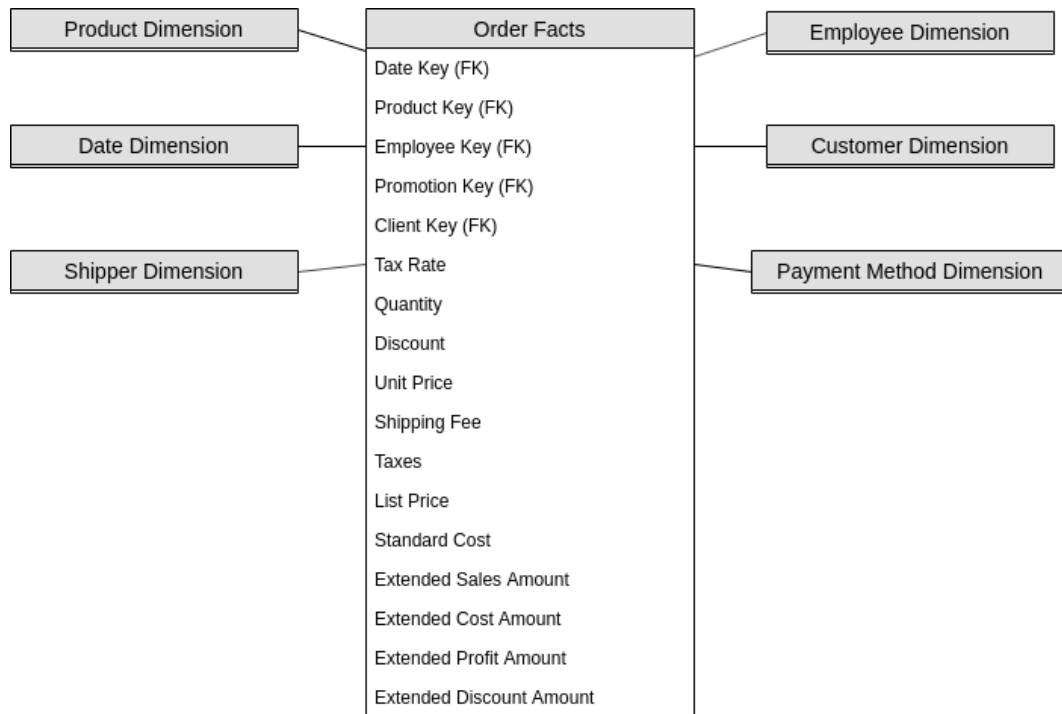 Product Dimension
Date Dimension
Shipper Dimension
Order Facts
Date Key (FK)
Product Key (FK)
Employee Key (FK)
Promotion Key (FK)
Client Key (FK)
Tax Rate
Quantity
Discount
Unit Price
Shipping Fee
Taxes
List Price
Standard Cost
Extended Sales Amount
Extended Cost Amount
Extended Profit Amount
Extended Discount Amount
Employee Dimension
Customer Dimension
Payment Method Dimension